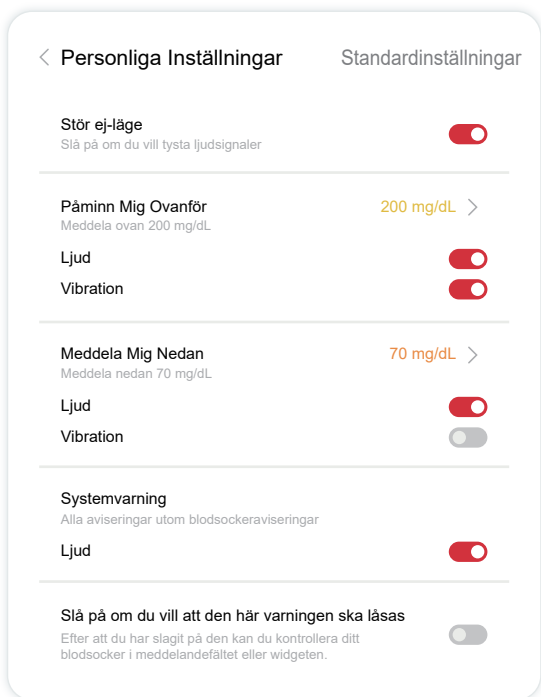 Personliga Inställningar Standardinställningar
Stör ej-läge
Slå på om du vill tysta ljudsignaler
Påminn Mig Ovanför 200 mg/dL
Meddela ovan 200 mg/dL
Ljud
Vibration
Meddela Mig Nedan 70 mg/dL
Meddela nedan 70 mg/dL
Ljud
Vibration
Systemvarning
Alla aviseringar utom blodsockeraviseringar
Ljud
Slå på om du vill att den här varningen ska låsas
Efter att du har slagit på den kan du kontrollera ditt
blodsocker i meddelandefältet eller widgeten.